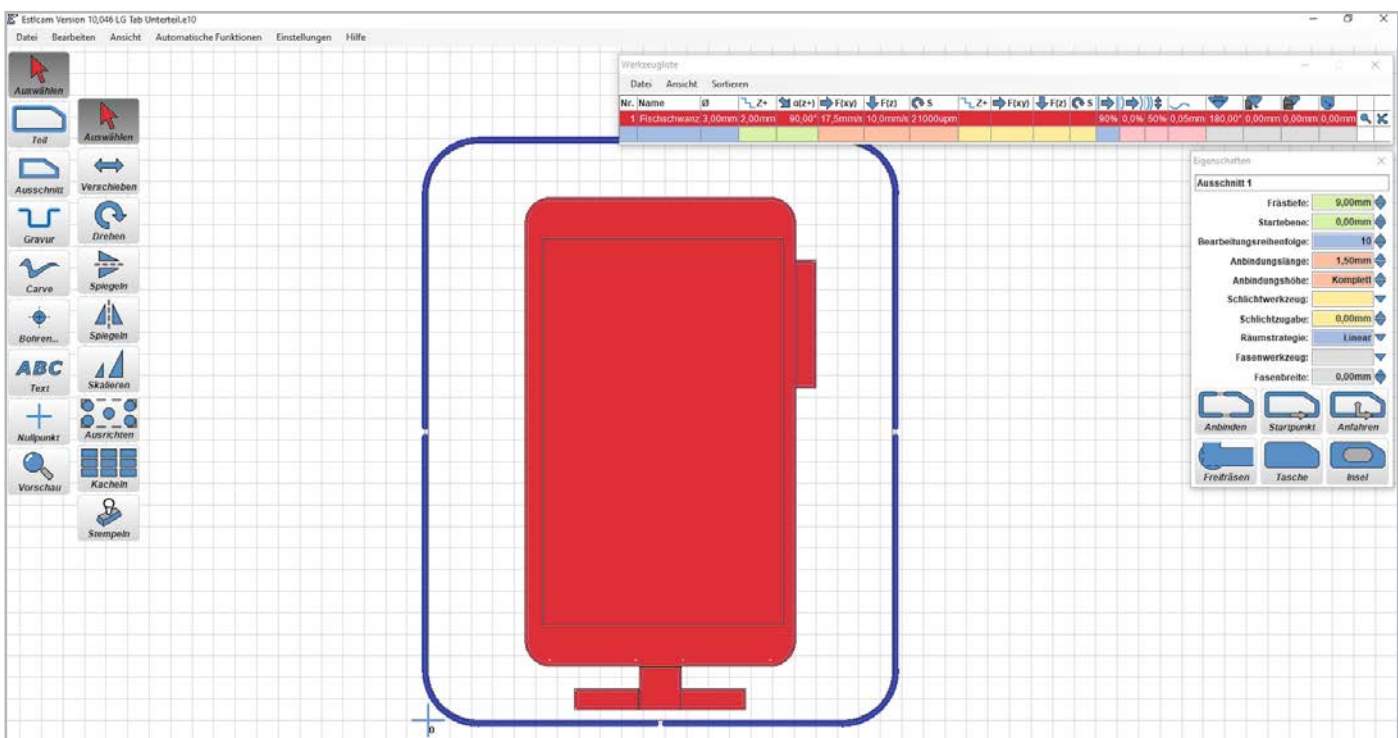 Estlcam Version 10,046 LG Tab Unterteil.e10
Datei Bearbeiten Ansicht Automatische Funktionen Einstellungen Hilfe
Auswählen
Teil
Ausschnitt
Gravur
Carve
Bohren...
ABC
Text
Nullpunkt
Vorschau
Auswählen
Verschieben
Drehen
Spiegeln
Spiegeln
Skalieren
Ausrichten
Kacheln
Stempeln
0
Werkzeugliste
Datei Ansicht Sortieren
Nr. Name Ø Z+ α(z+) F(xy) F(z) S Z+ F(xy) F(z) S
1 Fischschwanz 3,00mm 2,00mm 90,00° 17,5mm/s 10,0mm/s 21000upm 90% 0,0% 50% 0,05mm 180,00° 0,00mm 0,00mm 0,00mm
Eigenschaften
Ausschnitt 1
Frästiefe: 9,00mm
Startebene: 0,00mm
Bearbeitungsreihenfolge: 10
Anbindungslänge: 1,50mm
Anbindungshöhe: Komplett
Schlichtwerkzeug:
Schlichtzugabe: 0,00mm
Räumstrategie: Linear
Fasenwerkzeug:
Fasenbreite: 0,00mm
Anbinden Startpunkt Anfahren
Freifräsen Tasche Insel